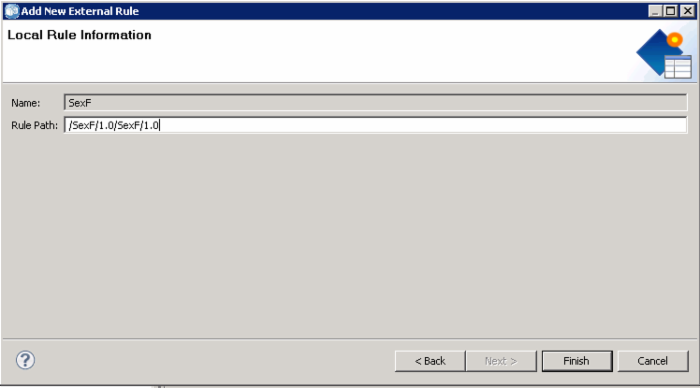 Add New External Rule
Local Rule Information
Name: SexF
Rule Path: /SexF/1.0/SexF/1.0
? < Back Next > Finish Cancel